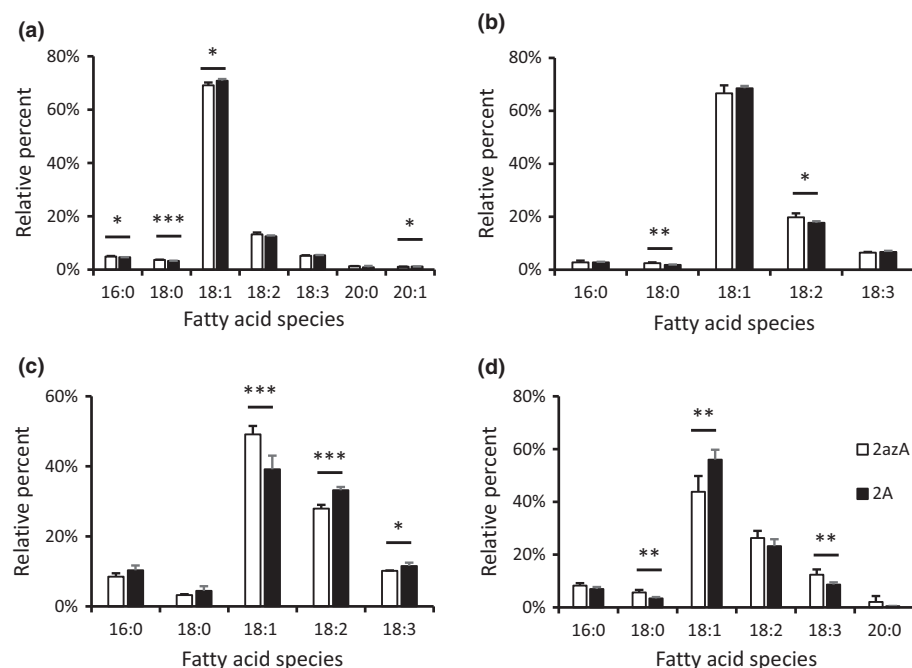 (a)
Relative percent
80%
60%
40%
20%
0%
*
***
*
*
16:0 18:0 18:1 18:2 18:3 20:0 20:1
Fatty acid species
(b)
Relative percent
80%
60%
40%
20%
0%
**
*
16:0 18:0 18:1 18:2 18:3
Fatty acid species
(c)
Relative percent
60%
40%
20%
0%
***
***
*
16:0 18:0 18:1 18:2 18:3
Fatty acid species
(d)
Relative percent
80%
60%
40%
20%
0%
**
**
**
2azA
2A
16:0 18:0 18:1 18:2 18:3 20:0
Fatty acid species